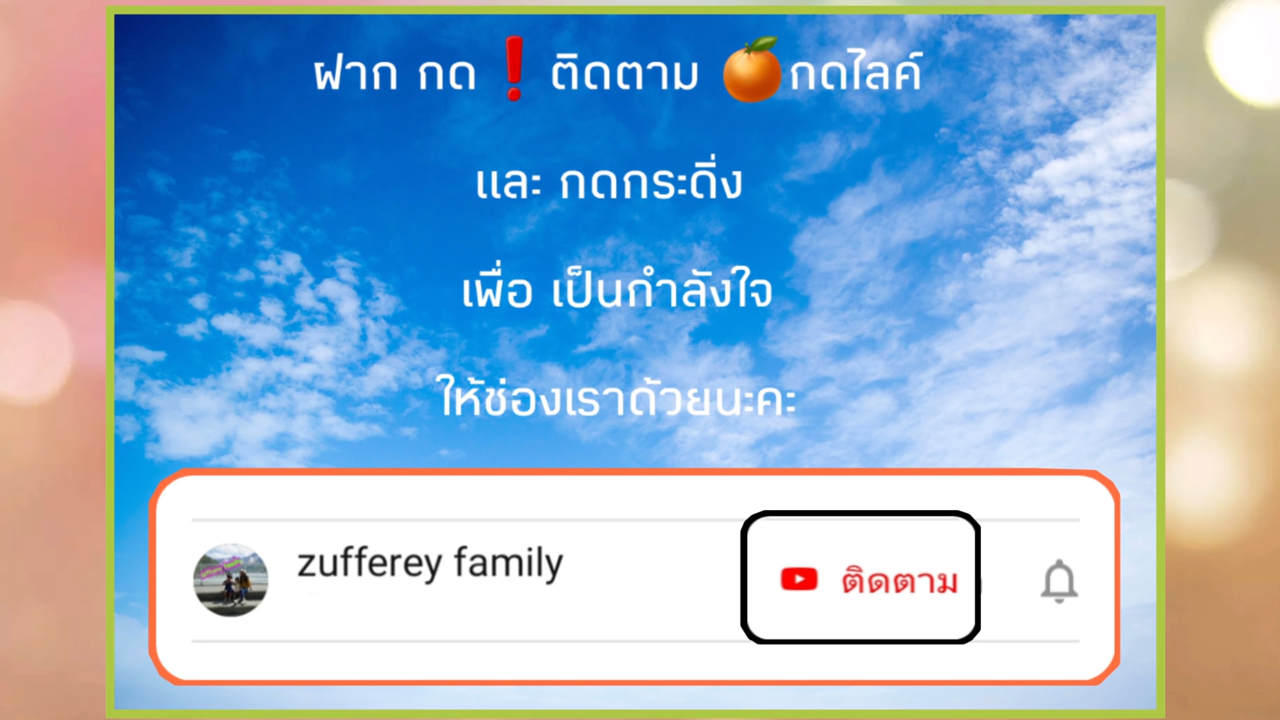 ฝาก กด❗ติดตาม 🍊กดไลค์
และ กดกระดิ่ง
เพื่อ เป็นกำลังใจ
ให้ช่องเราด้วยนะคะ
zufferey family
ติดตาม